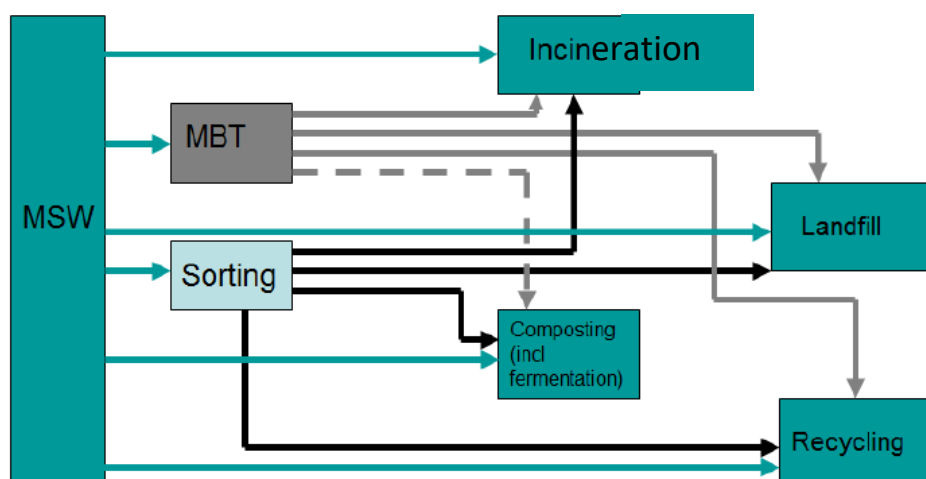 Incineration
MBT
MSW
Landfill
Sorting
Composting
(incl
fermentation)
Recycling